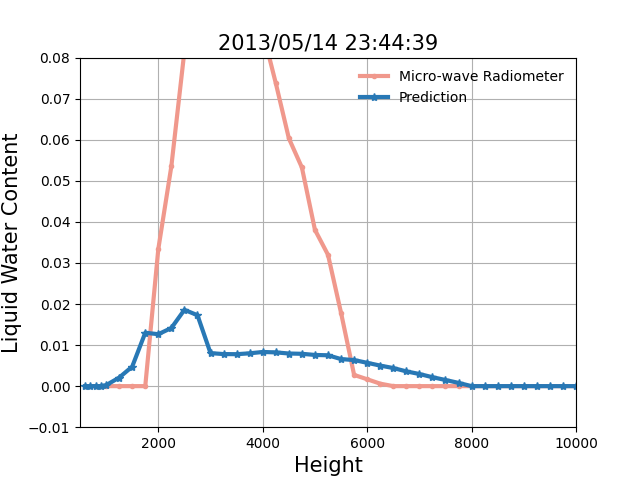 2013/05/14 23:44:39
Micro-wave Radiometer
Prediction
Liquid Water Content
0.08
0.07
0.06
0.05
0.04
0.03
0.02
0.01
0.00
−0.01
2000 4000 6000 8000 10000
Height